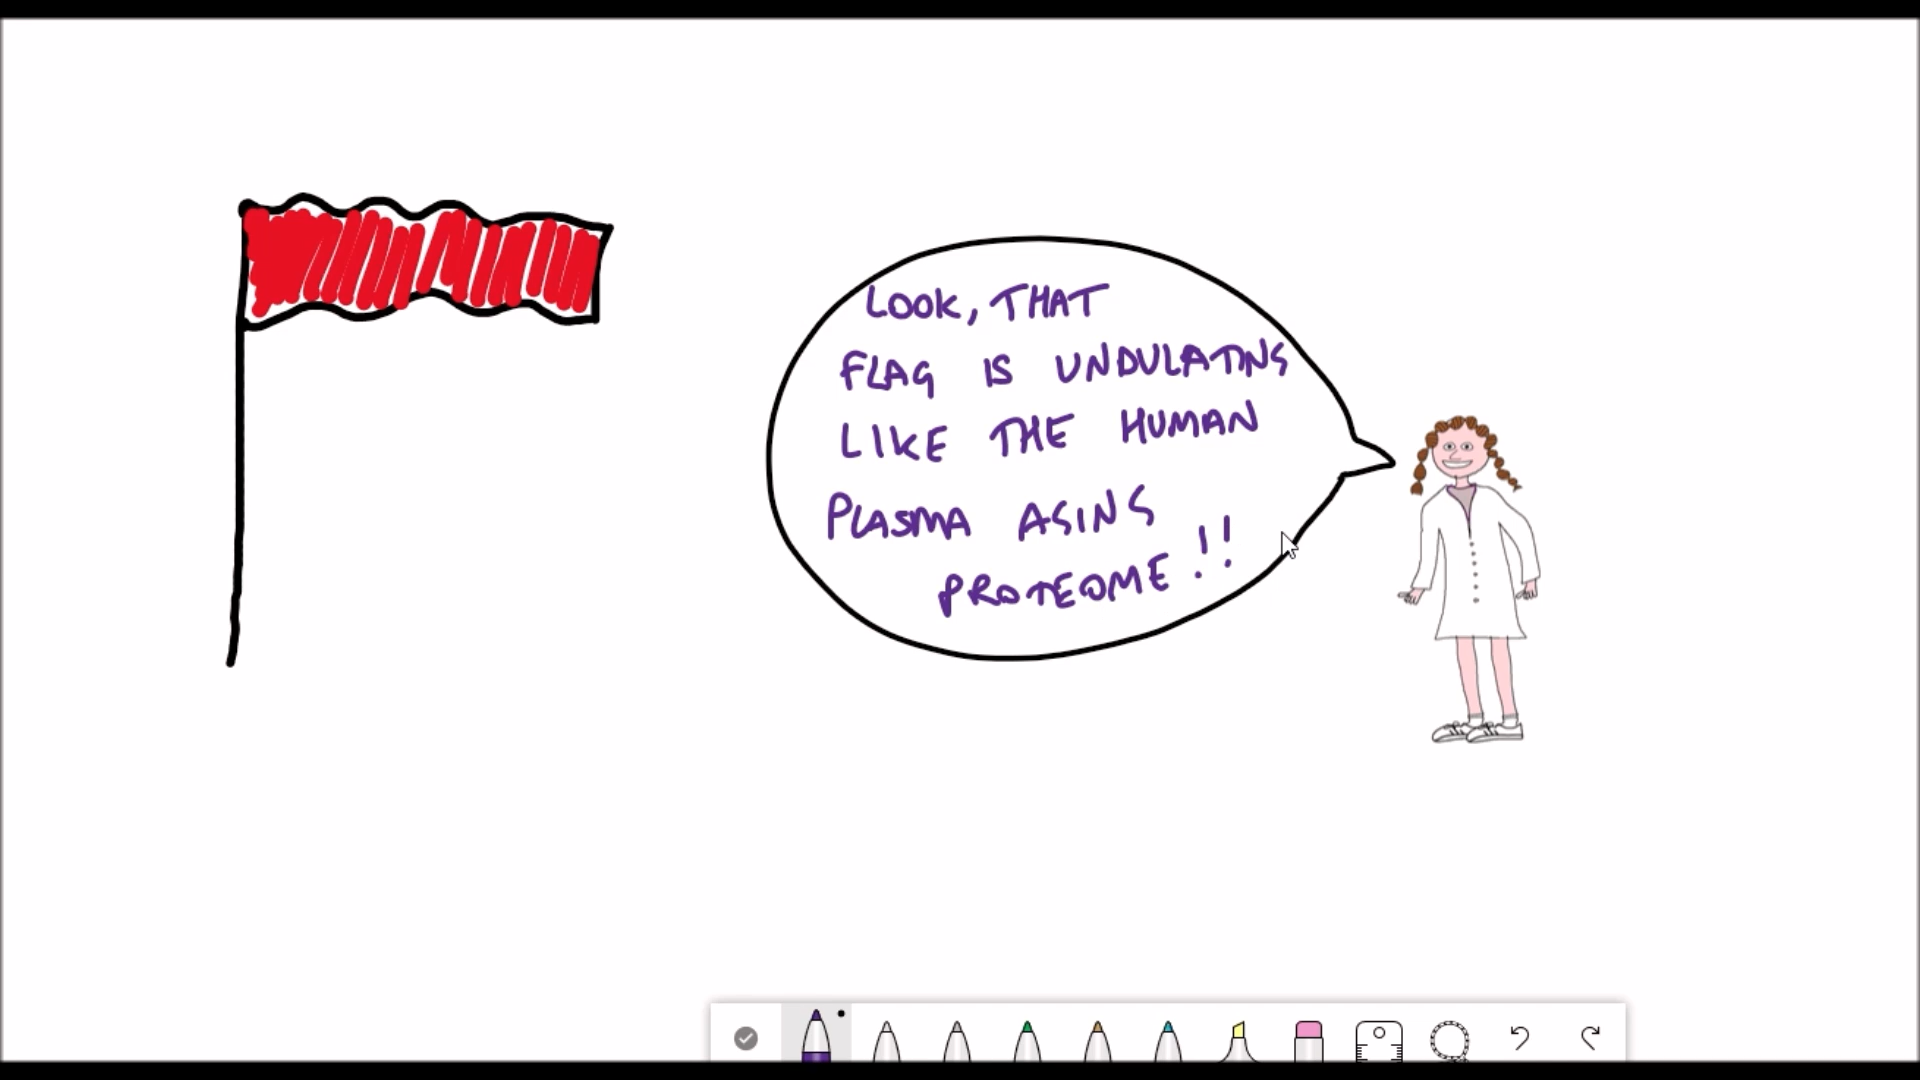 LOOK, THAT
FLAG IS UNDULATING
LIKE THE HUMAN
PLASMA AGING
PROTEOME!!